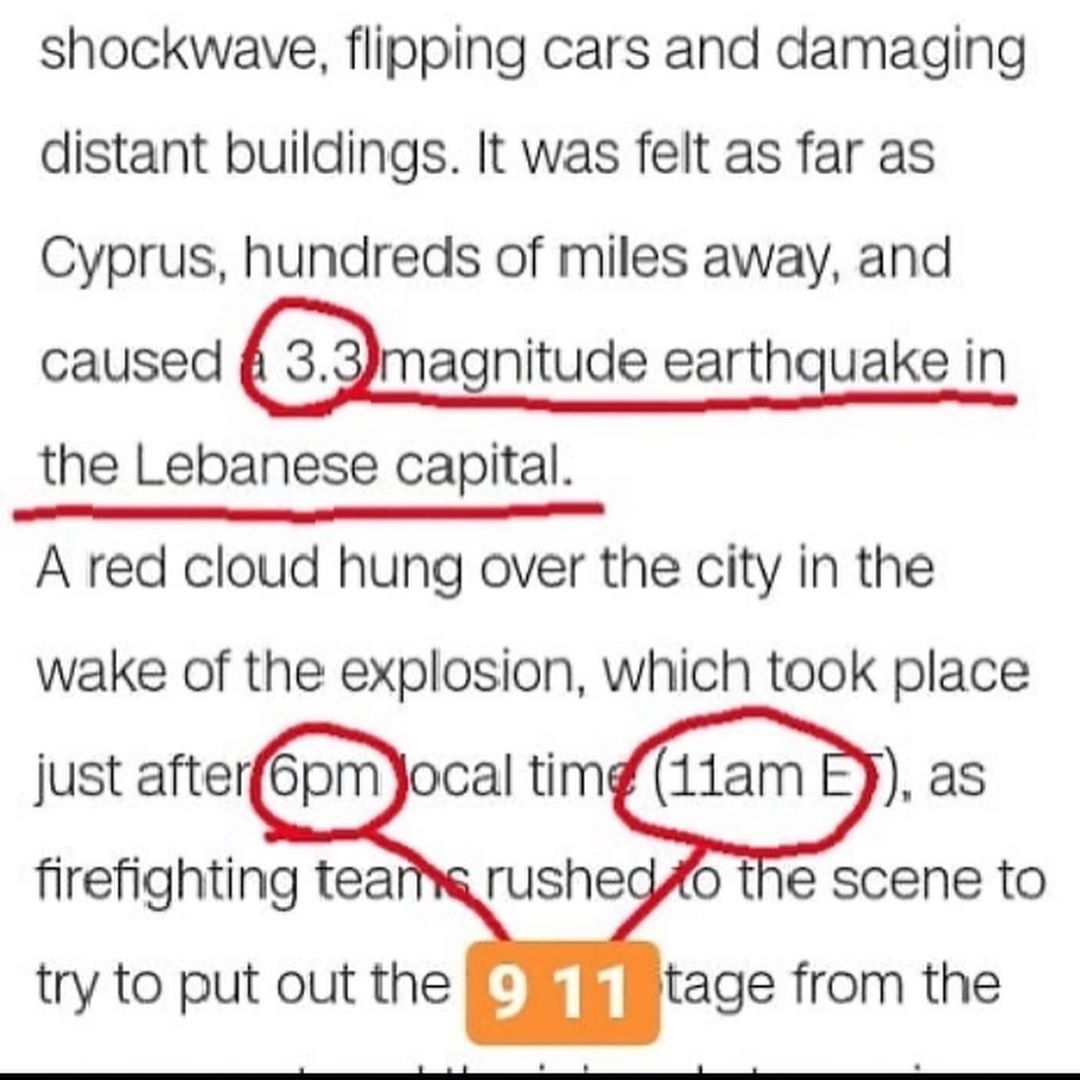 shockwave, flipping cars and damaging
distant buildings. It was felt as far as
Cyprus, hundreds of miles away, and
caused a 3.3 magnitude earthquake in
the Lebanese capital.
A red cloud hung over the city in the
wake of the explosion, which took place
just after 6pm local time (11am ET), as
firefighting teams rushed to the scene to
try to put out the 9 11 tage from the